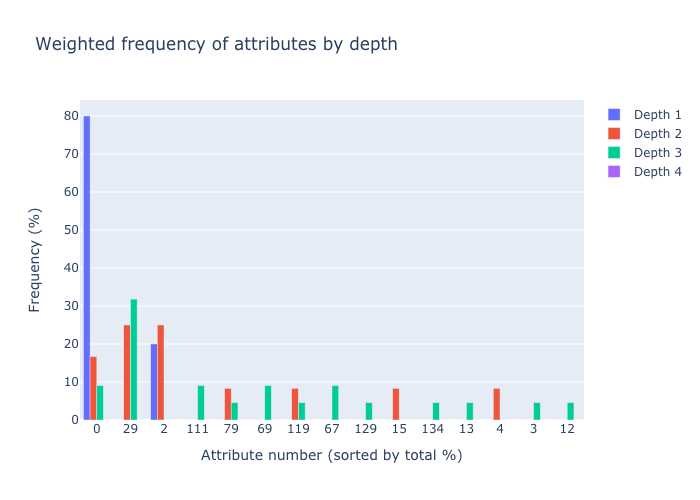 Weighted frequency of attributes by depth
Depth 1
Depth 2
Depth 3
Depth 4
Frequency (%)
80
70
60
50
40
30
20
10
0
0 29 2 111 79 69 119 67 129 15 134 13 4 3 12
Attribute number (sorted by total %)